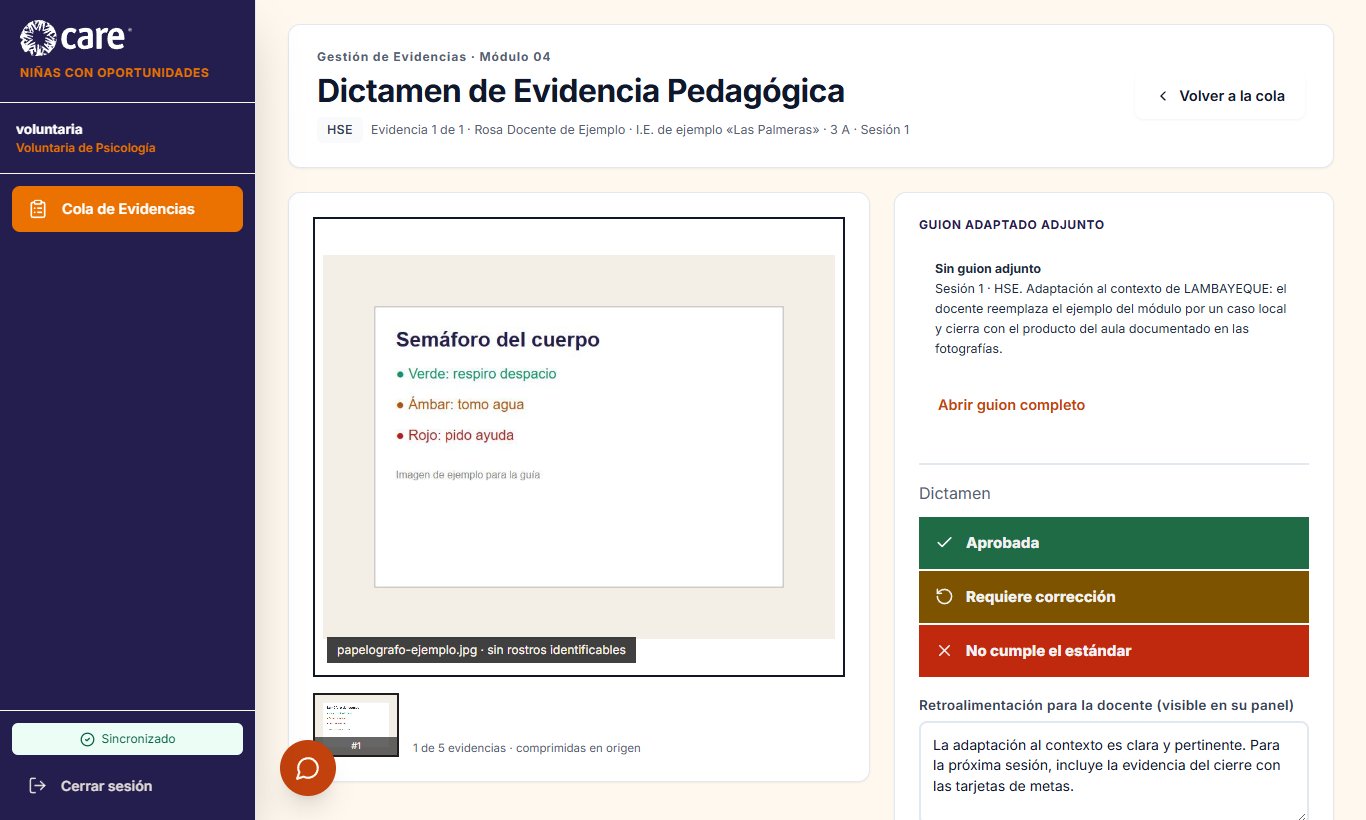 care
NIÑAS CON OPORTUNIDADES
voluntaria
Voluntaria de Psicología
Cola de Evidencias
Sincronizado
Cerrar sesión
Gestión de Evidencias · Módulo 04
Dictamen de Evidencia Pedagógica
HSE Evidencia 1 de 1 · Rosa Docente de Ejemplo · I.E. de ejemplo «Las Palmeras» · 3 A · Sesión 1
Volver a la cola
Semáforo del cuerpo
● Verde: respiro despacio
● Ámbar: tomo agua
● Rojo: pido ayuda
Imagen de ejemplo para la guía
papelografo-ejemplo.jpg · sin rostros identificables
#1
1 de 5 evidencias · comprimidas en origen
GUION ADAPTADO ADJUNTO
Sin guion adjunto
Sesión 1 · HSE. Adaptación al contexto de LAMBAYEQUE: el
docente reemplaza el ejemplo del módulo por un caso local
y cierra con el producto del aula documentado en las
fotografías.
Abrir guion completo
Dictamen
Aprobada
Requiere corrección
No cumple el estándar
Retroalimentación para la docente (visible en su panel)
La adaptación al contexto es clara y pertinente. Para
la próxima sesión, incluye la evidencia del cierre con
las tarjetas de metas.